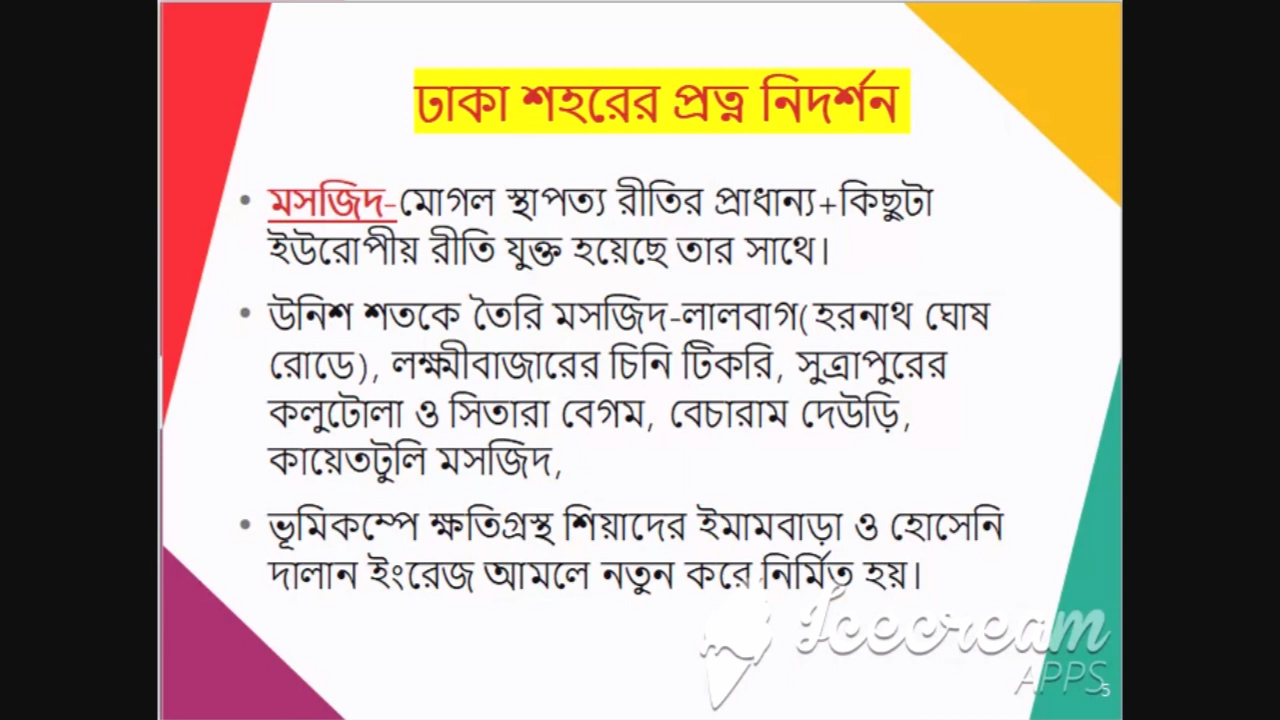 ঢাকা শহরের প্রত্ন নিদর্শন
• মসজিদ-মোগল স্থাপত্য রীতির প্রাধান্য+কিছুটা
ইউরোপীয় রীতি যুক্ত হয়েছে তার সাথে।
• উনিশ শতকে তৈরি মসজিদ-লালবাগ(হরনাথ ঘোষ
রোডে), লক্ষ্মীবাজারের চিনি টিকরি, সুত্রাপুরের
কলুটোলা ও সিতারা বেগম, বেচারাম দেউড়ি,
কায়েতটুলি মসজিদ,
• ভূমিকম্পে ক্ষতিগ্রস্থ শিয়াদের ইমামবাড়া ও হোসেনি
দালান ইংরেজ আমলে নতুন করে নির্মিত হয়।
Icecream
APPS
5